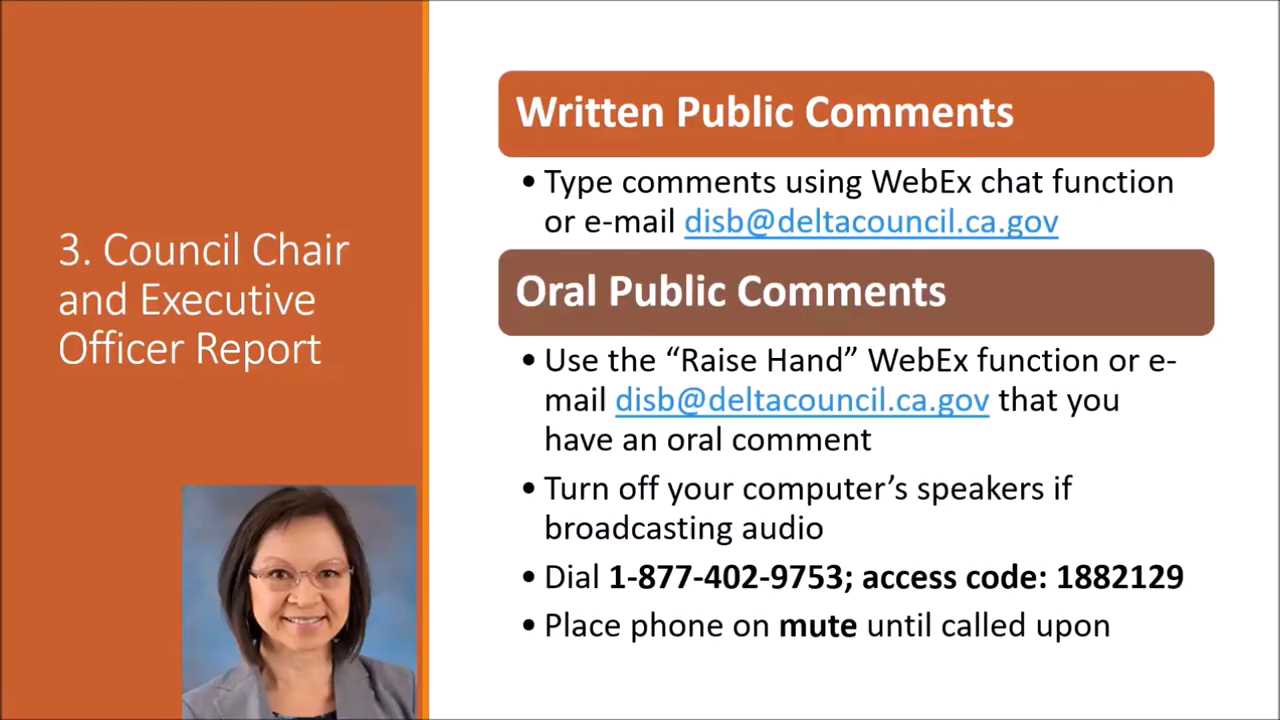 3. Council Chair
and Executive
Officer Report
Written Public Comments
• Type comments using WebEx chat function
or e-mail disb@deltacouncil.ca.gov
Oral Public Comments
• Use the “Raise Hand” WebEx function or e-
mail disb@deltacouncil.ca.gov that you
have an oral comment
• Turn off your computer’s speakers if
broadcasting audio
• Dial 1-877-402-9753; access code: 1882129
• Place phone on mute until called upon